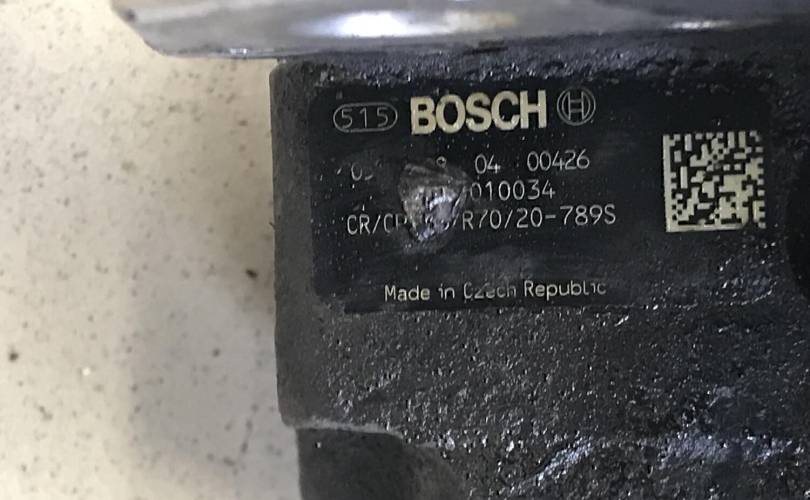 515 BOSCH
04 00426
010034
R70/20-789S
Made in Czech Republic